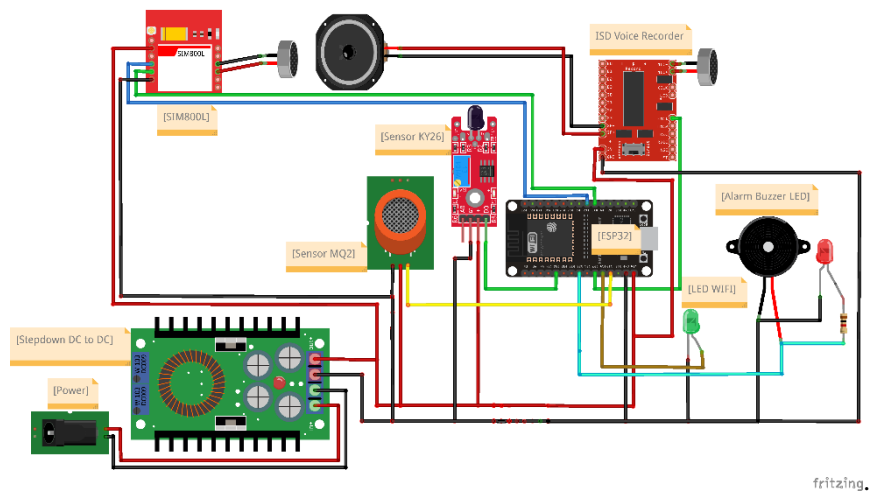 SIM800L
ISD Voice Recorder
[SIM800L]
[Sensor KY26]
[Alarm Buzzer LED]
[ESP32]
WiFi
[Sensor MQ2]
[LED WIFI]
[Stepdown DC to DC]
[Power]
fritzing.